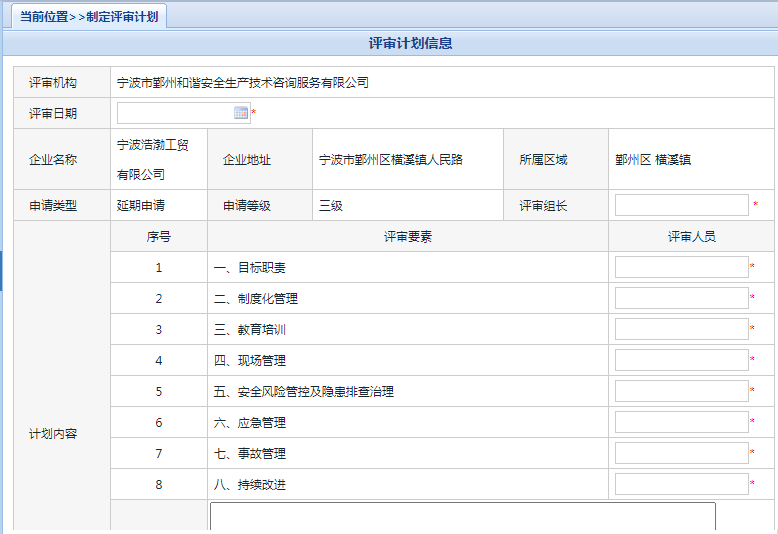 当前位置>>制定评审计划
评审计划信息
评审机构 宁波市鄞州和谐安全生产技术咨询服务有限公司
评审日期 *
企业名称 宁波浩渤工贸有限公司 企业地址 宁波市鄞州区横溪镇人民路 所属区域 鄞州区 横溪镇
申请类型 延期申请 申请等级 三级 评审组长 *
序号 评审要素 评审人员
1 一、目标职责 *
2 二、制度化管理 *
3 三、教育培训 *
4 四、现场管理 *
5 五、安全风险管控及隐患排查治理 *
计划内容
6 六、应急管理 *
7 七、事故管理 *
8 八、持续改进 *